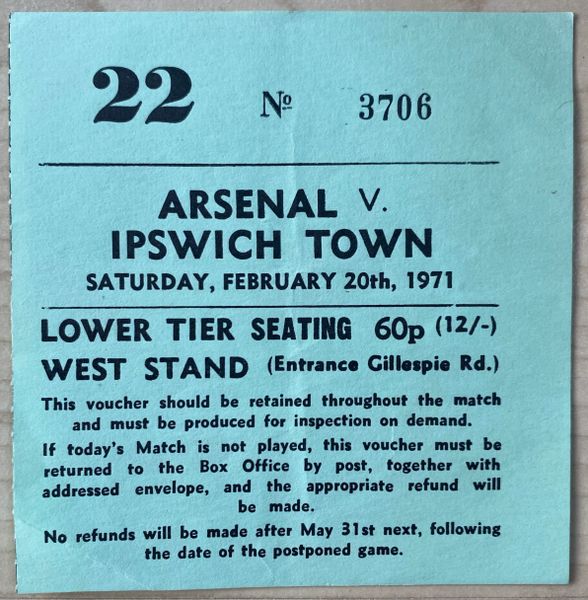 22 Nº 3706
ARSENAL V.
IPSWICH TOWN
SATURDAY, FEBRUARY 20th, 1971
LOWER TIER SEATING 60p (12/-)
WEST STAND (Entrance Gillespie Rd.)
This voucher should be retained throughout the match
and must be produced for inspection on demand.
If today's Match is not played, this voucher must be
returned to the Box Office by post, together with
addressed envelope, and the appropriate refund will
be made.
No refunds will be made after May 31st next, following
the date of the postponed game.